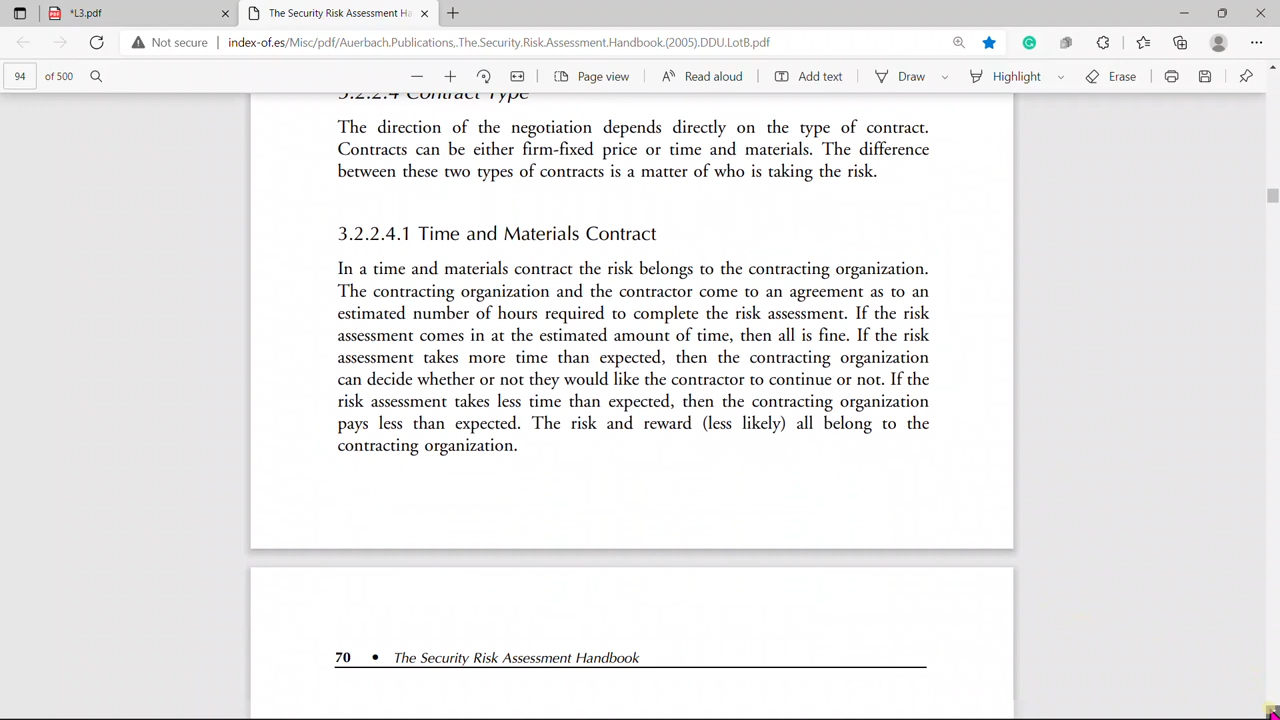 *L3.pdf
The Security Risk Assessment Ha
Not secure
index-of.es/Misc/pdf/Auerbach.Publications,.The.Security.Risk.Assessment.Handbook.(2005).DDU.LotB.pdf
94 of 500
Page view
Read aloud
Add text
Draw
Highlight
Erase
3.2.2.4 Contract Type
The direction of the negotiation depends directly on the type of contract.
Contracts can be either firm-fixed price or time and materials. The difference
between these two types of contracts is a matter of who is taking the risk.
3.2.2.4.1 Time and Materials Contract
In a time and materials contract the risk belongs to the contracting organization.
The contracting organization and the contractor come to an agreement as to an
estimated number of hours required to complete the risk assessment. If the risk
assessment comes in at the estimated amount of time, then all is fine. If the risk
assessment takes more time than expected, then the contracting organization
can decide whether or not they would like the contractor to continue or not. If the
risk assessment takes less time than expected, then the contracting organization
pays less than expected. The risk and reward (less likely) all belong to the
contracting organization.
70 • The Security Risk Assessment Handbook